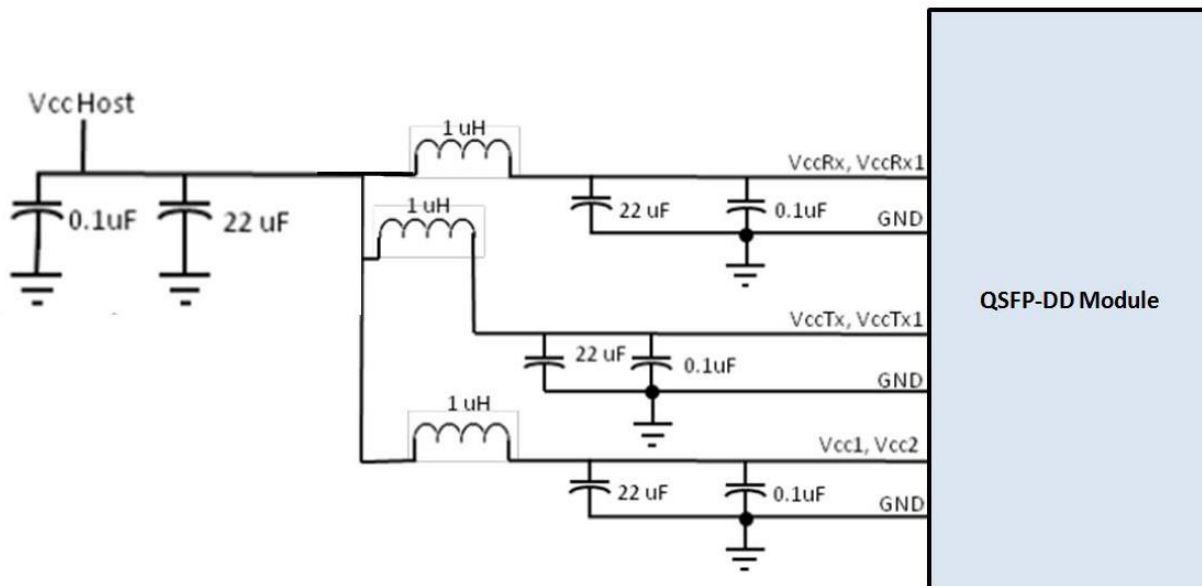 VccHost
0.1uF
22 uF
1 uH
VccRx, VccRx1
22 uF
0.1uF
GND
1 uH
VccTx, VccTx1
22 uF
0.1uF
GND
1 uH
Vcc1, Vcc2
22 uF
0.1uF
GND
QSFP-DD Module